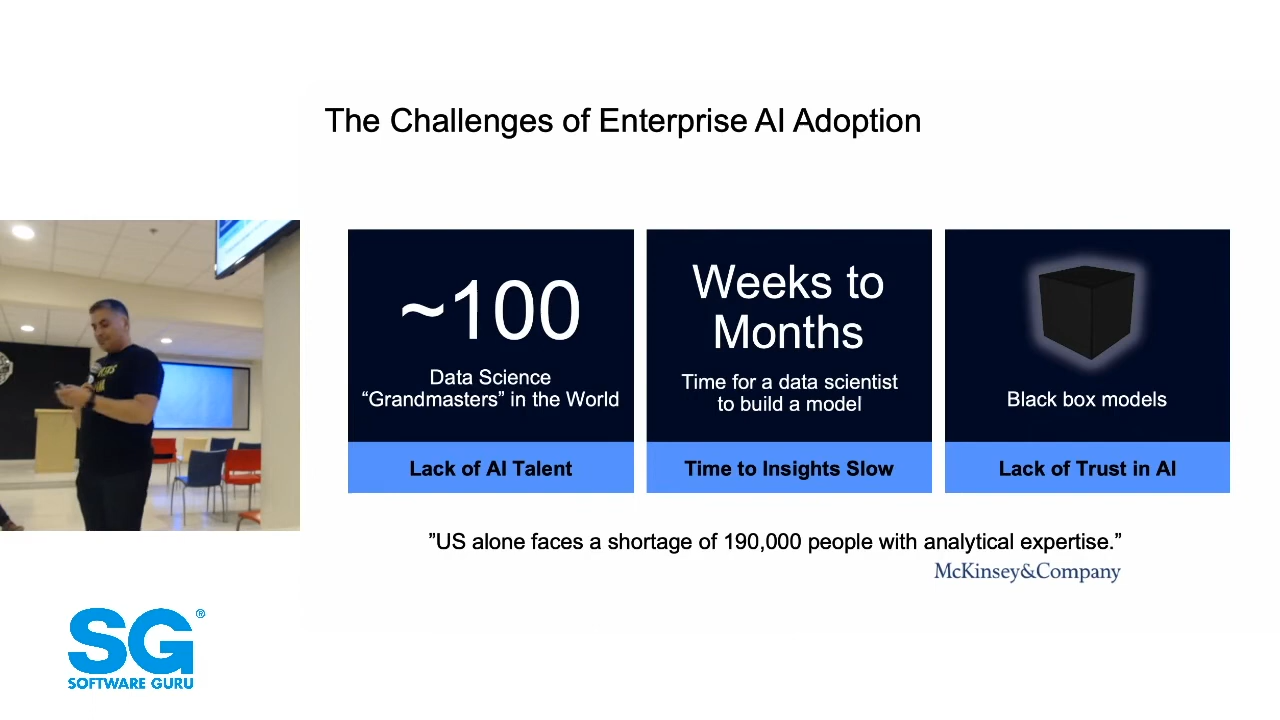 The Challenges of Enterprise AI Adoption
~100
Data Science
“Grandmasters” in the World
Lack of AI Talent
Weeks to
Months
Time for a data scientist
to build a model
Time to Insights Slow
Black box models
Lack of Trust in AI
”US alone faces a shortage of 190,000 people with analytical expertise.”
McKinsey&Company
SG®
SOFTWARE GURU